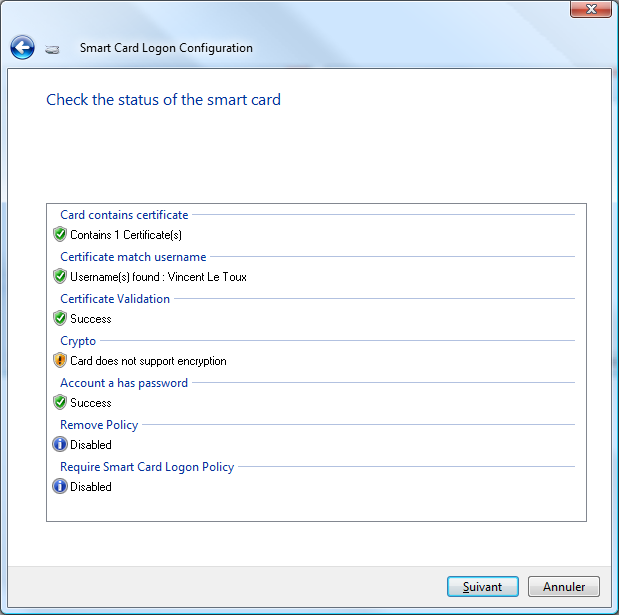 Smart Card Logon Configuration
Check the status of the smart card
Card contains certificate
Contains 1 Certificate(s)
Certificate match username
Username(s) found : Vincent Le Toux
Certificate Validation
Success
Crypto
Card does not support encryption
Account a has password
Success
Remove Policy
Disabled
Require Smart Card Logon Policy
Disabled
Suivant
Annuler